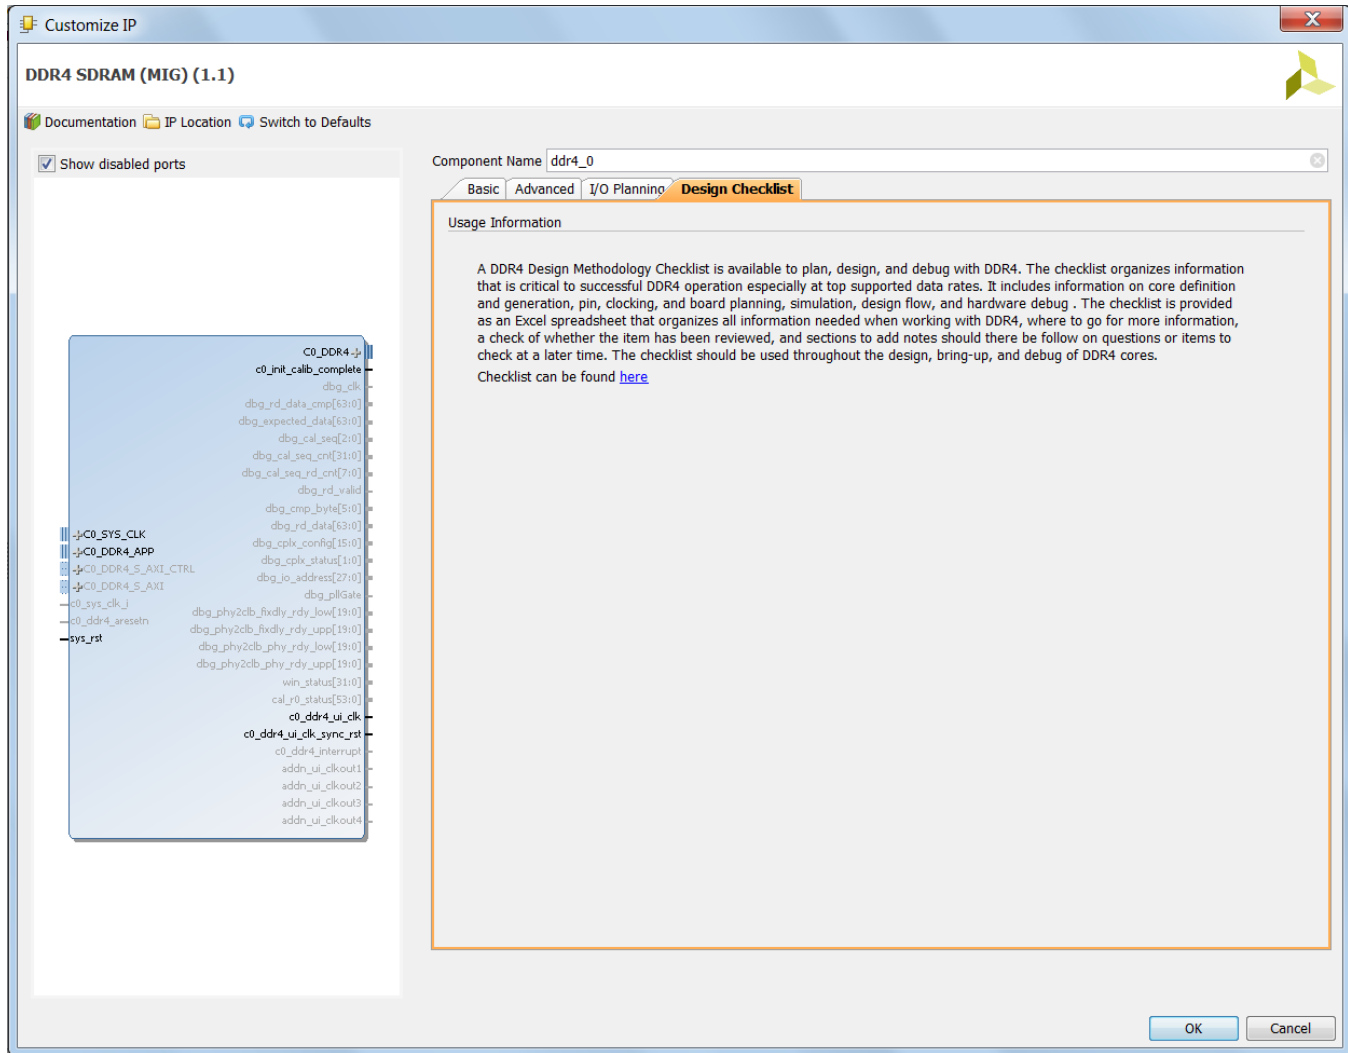 Customize IP
DDR4 SDRAM (MIG) (1.1)
Documentation IP Location Switch to Defaults
Show disabled ports
C0_DDR4
c0_init_calib_complete
dbg_clk
dbg_rd_data_cmp[63:0]
dbg_expected_data[63:0]
dbg_cal_seq[2:0]
dbg_cal_seq_cnt[31:0]
dbg_cal_seq_rd_cnt[7:0]
dbg_rd_valid
dbg_cmp_byte[5:0]
dbg_rd_data[63:0]
dbg_cplx_config[15:0]
dbg_cplx_status[1:0]
dbg_io_address[27:0]
dbg_pllGate
dbg_phy2clb_fixdly_rdy_low[19:0]
dbg_phy2clb_fixdly_rdy_upp[19:0]
dbg_phy2clb_phy_rdy_low[19:0]
dbg_phy2clb_phy_rdy_upp[19:0]
win_status[31:0]
cal_r0_status[53:0]
c0_ddr4_ui_clk
c0_ddr4_ui_clk_sync_rst
c0_ddr4_interrupt
addn_ui_clkout1
addn_ui_clkout2
addn_ui_clkout3
addn_ui_clkout4
C0_SYS_CLK
C0_DDR4_APP
C0_DDR4_S_AXI_CTRL
C0_DDR4_S_AXI
c0_sys_clk_i
c0_ddr4_aresetn
sys_rst
Component Name ddr4_0
Basic Advanced I/O Planning Design Checklist
Usage Information
A DDR4 Design Methodology Checklist is available to plan, design, and debug with DDR4. The checklist organizes information
that is critical to successful DDR4 operation especially at top supported data rates. It includes information on core definition
and generation, pin, clocking, and board planning, simulation, design flow, and hardware debug . The checklist is provided
as an Excel spreadsheet that organizes all information needed when working with DDR4, where to go for more information,
a check of whether the item has been reviewed, and sections to add notes should there be follow on questions or items to
check at a later time. The checklist should be used throughout the design, bring-up, and debug of DDR4 cores.
Checklist can be found here
OK Cancel